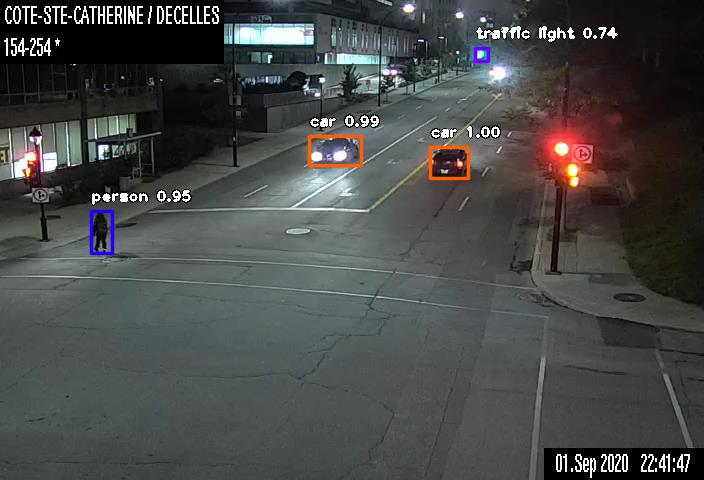 COTE-STE-CATHERINE / DECELLES
154-254 *
traffic light 0.74
car 0.99
car 1.00
person 0.95
01.Sep 2020 22:41:47